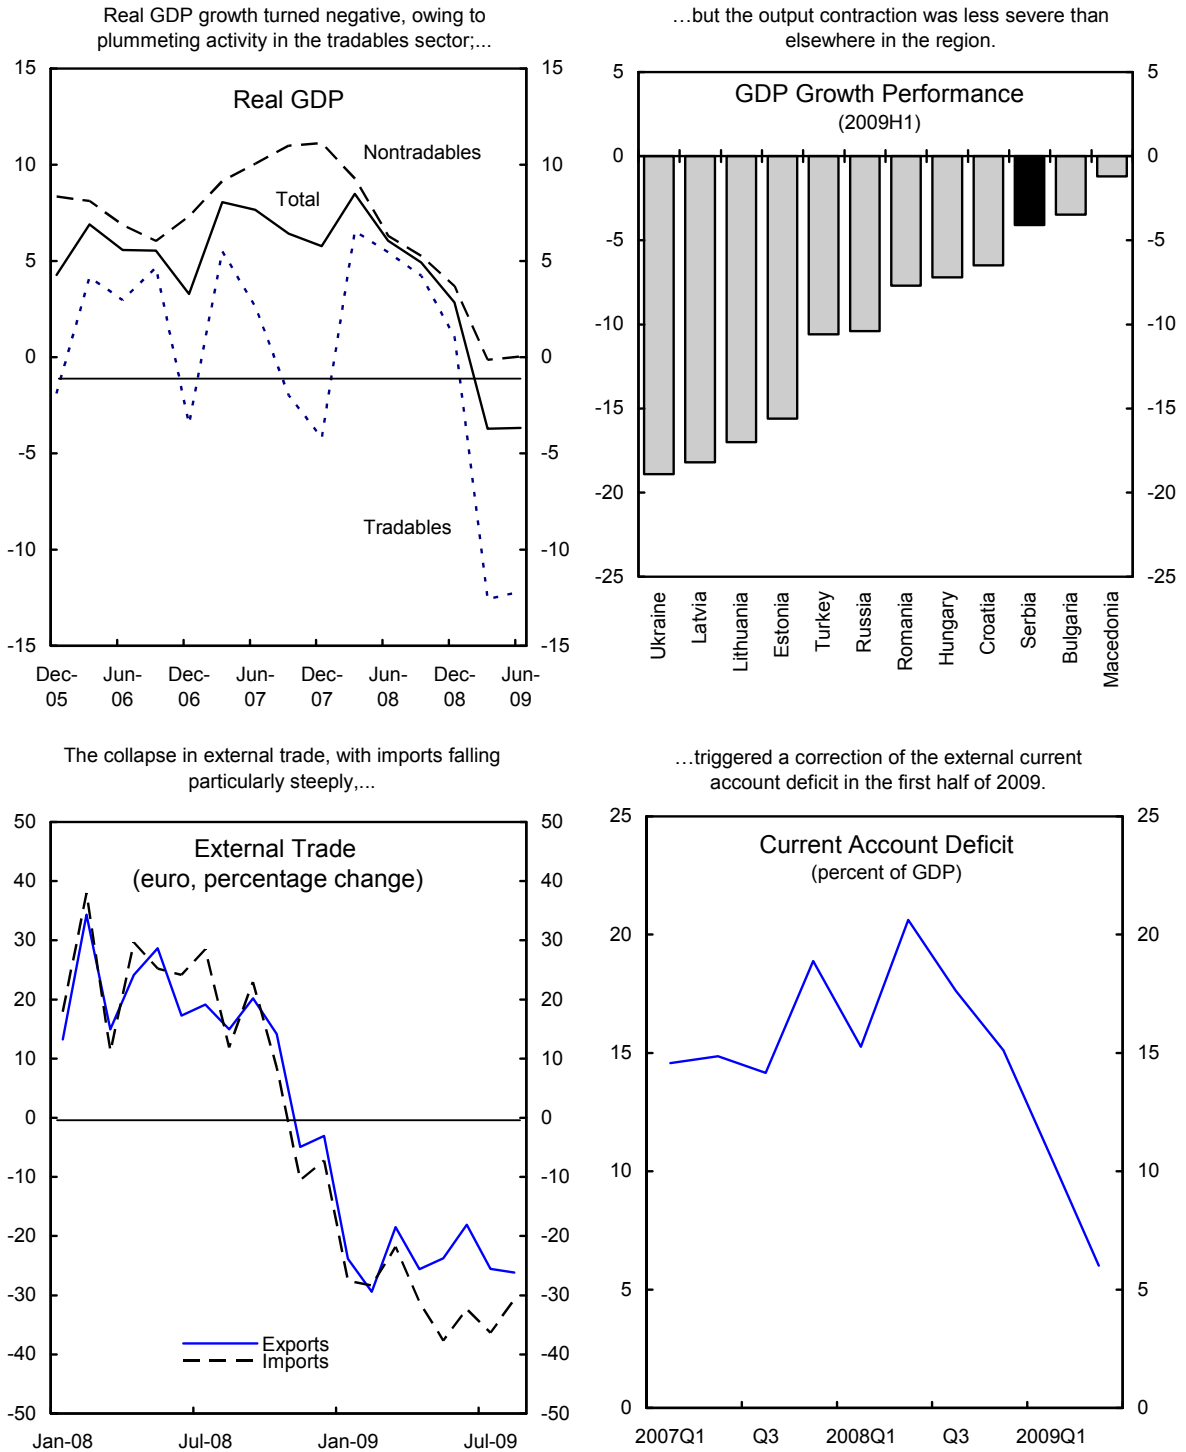 Real GDP growth turned negative, owing to
plummeting activity in the tradables sector;...
15
10
5
0
-5
-10
-15
15
10
5
0
-5
-10
-15
Real GDP
Nontradables
Total
Tradables
Dec-
05
Jun-
06
Dec-
06
Jun-
07
Dec-
07
Jun-
08
Dec-
08
Jun-
09
…but the output contraction was less severe than
elsewhere in the region.
5
0
-5
-10
-15
-20
-25
5
0
-5
-10
-15
-20
-25
GDP Growth Performance
(2009H1)
Ukraine
Latvia
Lithuania
Estonia
Turkey
Russia
Romania
Hungary
Croatia
Serbia
Bulgaria
Macedonia
The collapse in external trade, with imports falling
particularly steeply,...
50
40
30
20
10
0
-10
-20
-30
-40
-50
50
40
30
20
10
0
-10
-20
-30
-40
-50
External Trade
(euro, percentage change)
Exports
Imports
Jan-08
Jul-08
Jan-09
Jul-09
…triggered a correction of the external current
account deficit in the first half of 2009.
25
20
15
10
5
0
25
20
15
10
5
0
Current Account Deficit
(percent of GDP)
2007Q1
Q3
2008Q1
Q3
2009Q1